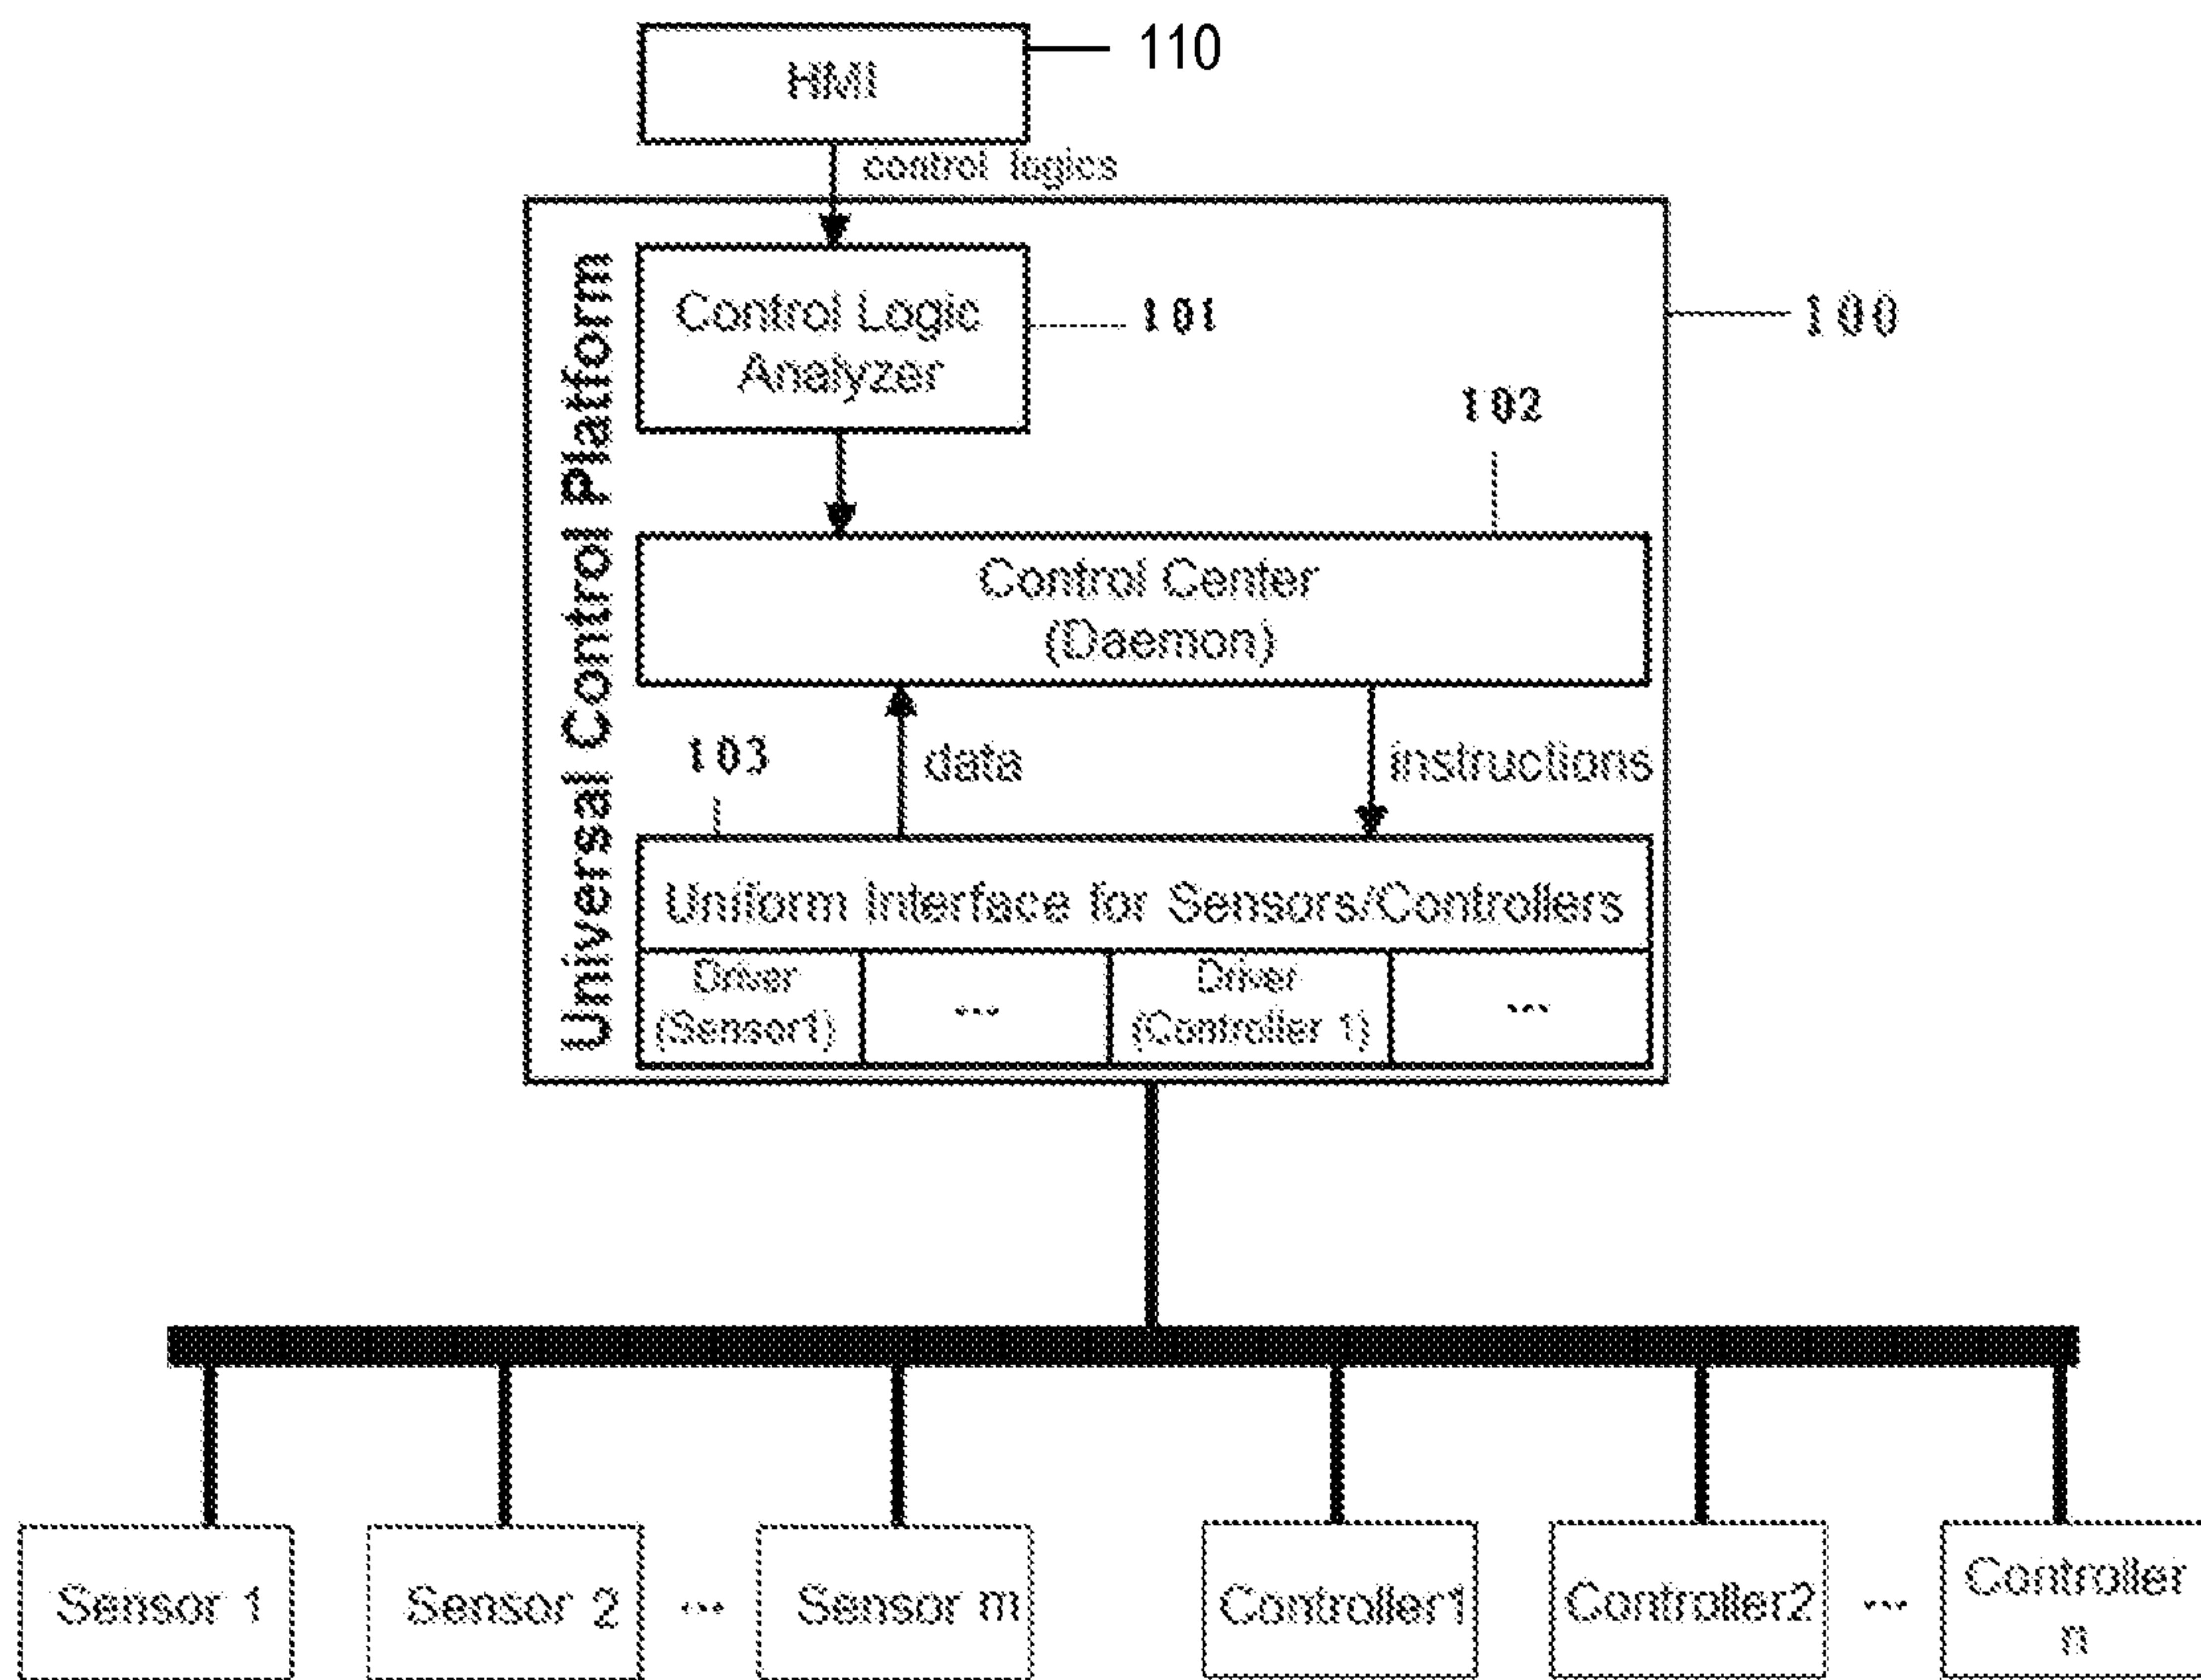 HMI
110
control logics
Universal Control Platform
Control Logic
Analyzer
101
100
102
Control Center
(Daemon)
103
data
instructions
Uniform Interface for Sensors/Controllers
Driver
(Sensor1)
...
Driver
(Controller 1)
...
Sensor 1
Sensor 2
...
Sensor m
Controller1
Controller2
...
Controller
n